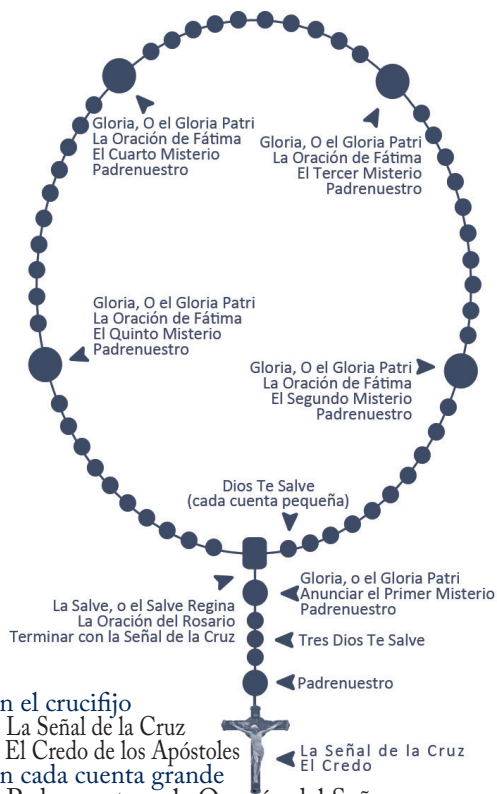 Gloria, O el Gloria Patri
La Oración de Fátima
El Cuarto Misterio
Padrenuestro
Gloria, O el Gloria Patri
La Oración de Fátima
El Tercer Misterio
Padrenuestro
Gloria, O el Gloria Patri
La Oración de Fátima
El Quinto Misterio
Padrenuestro
Gloria, O el Gloria Patri
La Oración de Fátima
El Segundo Misterio
Padrenuestro
Dios Te Salve
(cada cuenta pequeña)
Gloria, o el Gloria Patri
Anunciar el Primer Misterio
Padrenuestro
La Salve, o el Salve Regina
La Oración del Rosario
Terminar con la Señal de la Cruz
Tres Dios Te Salve
Padrenuestro
La Señal de la Cruz
El Credo
n el crucifijo
La Señal de la Cruz
El Credo de los Apóstoles
n cada cuenta grande